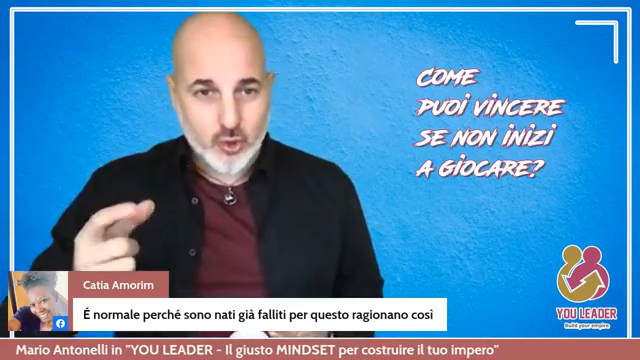 COME
PUOI VINCERE
SE NON INIZI
A GIOCARE?
YOU LEADER
Build your empire
Catia Amorim
É normale perché sono nati già falliti per questo ragionano così
Mario Antonelli in "YOU LEADER - Il giusto MINDSET per costruire il tuo impero"